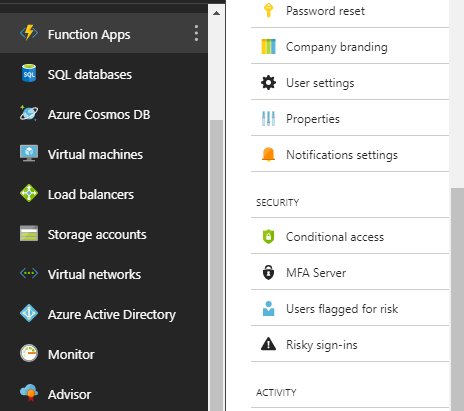 Function Apps
SQL databases
Azure Cosmos DB
Virtual machines
Load balancers
Storage accounts
Virtual networks
Azure Active Directory
Monitor
Advisor
Password reset
Company branding
User settings
Properties
Notifications settings
SECURITY
Conditional access
MFA Server
Users flagged for risk
Risky sign-ins
ACTIVITY